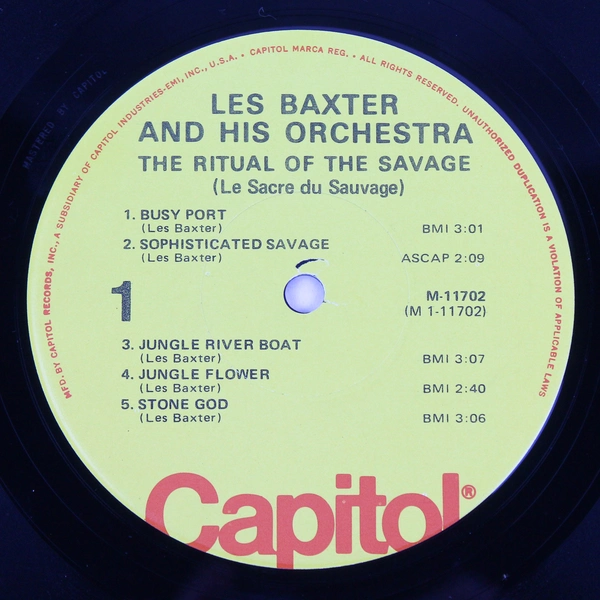 MFD. BY CAPITOL RECORDS, INC., A SUBSIDIARY OF CAPITOL INDUSTRIES-EMI, INC., U.S.A. • CAPITOL MARCA REG. • ALL RIGHTS RESERVED. UNAUTHORIZED DUPLICATION IS A VIOLATION OF APPLICABLE LAWS
MASTERED BY CAPITOL
LES BAXTER
AND HIS ORCHESTRA
THE RITUAL OF THE SAVAGE
(Le Sacre du Sauvage)
1. BUSY PORT
(Les Baxter) BMI 3:01
2. SOPHISTICATED SAVAGE
(Les Baxter) ASCAP 2:09
1
M-11702
(M 1-11702)
3. JUNGLE RIVER BOAT
(Les Baxter) BMI 3:07
4. JUNGLE FLOWER
(Les Baxter) BMI 2:40
5. STONE GOD
(Les Baxter) BMI 3:06
Capitol®